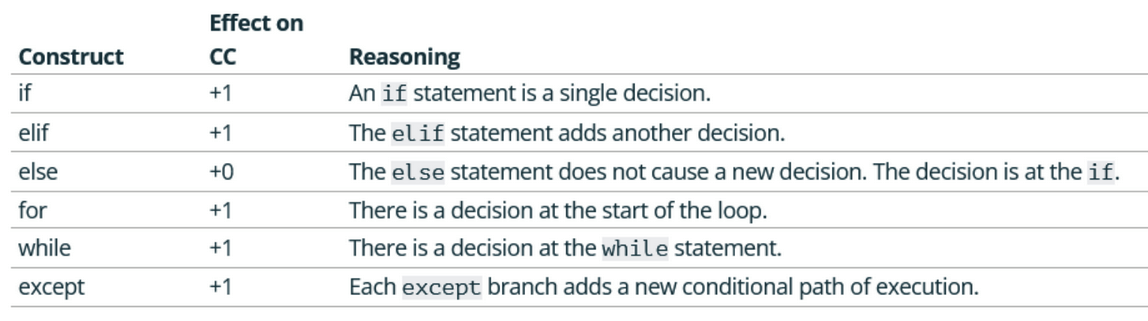 Effect on
Construct CC Reasoning
if +1 An if statement is a single decision.
elif +1 The elif statement adds another decision.
else +0 The else statement does not cause a new decision. The decision is at the if.
for +1 There is a decision at the start of the loop.
while +1 There is a decision at the while statement.
except +1 Each except branch adds a new conditional path of execution.